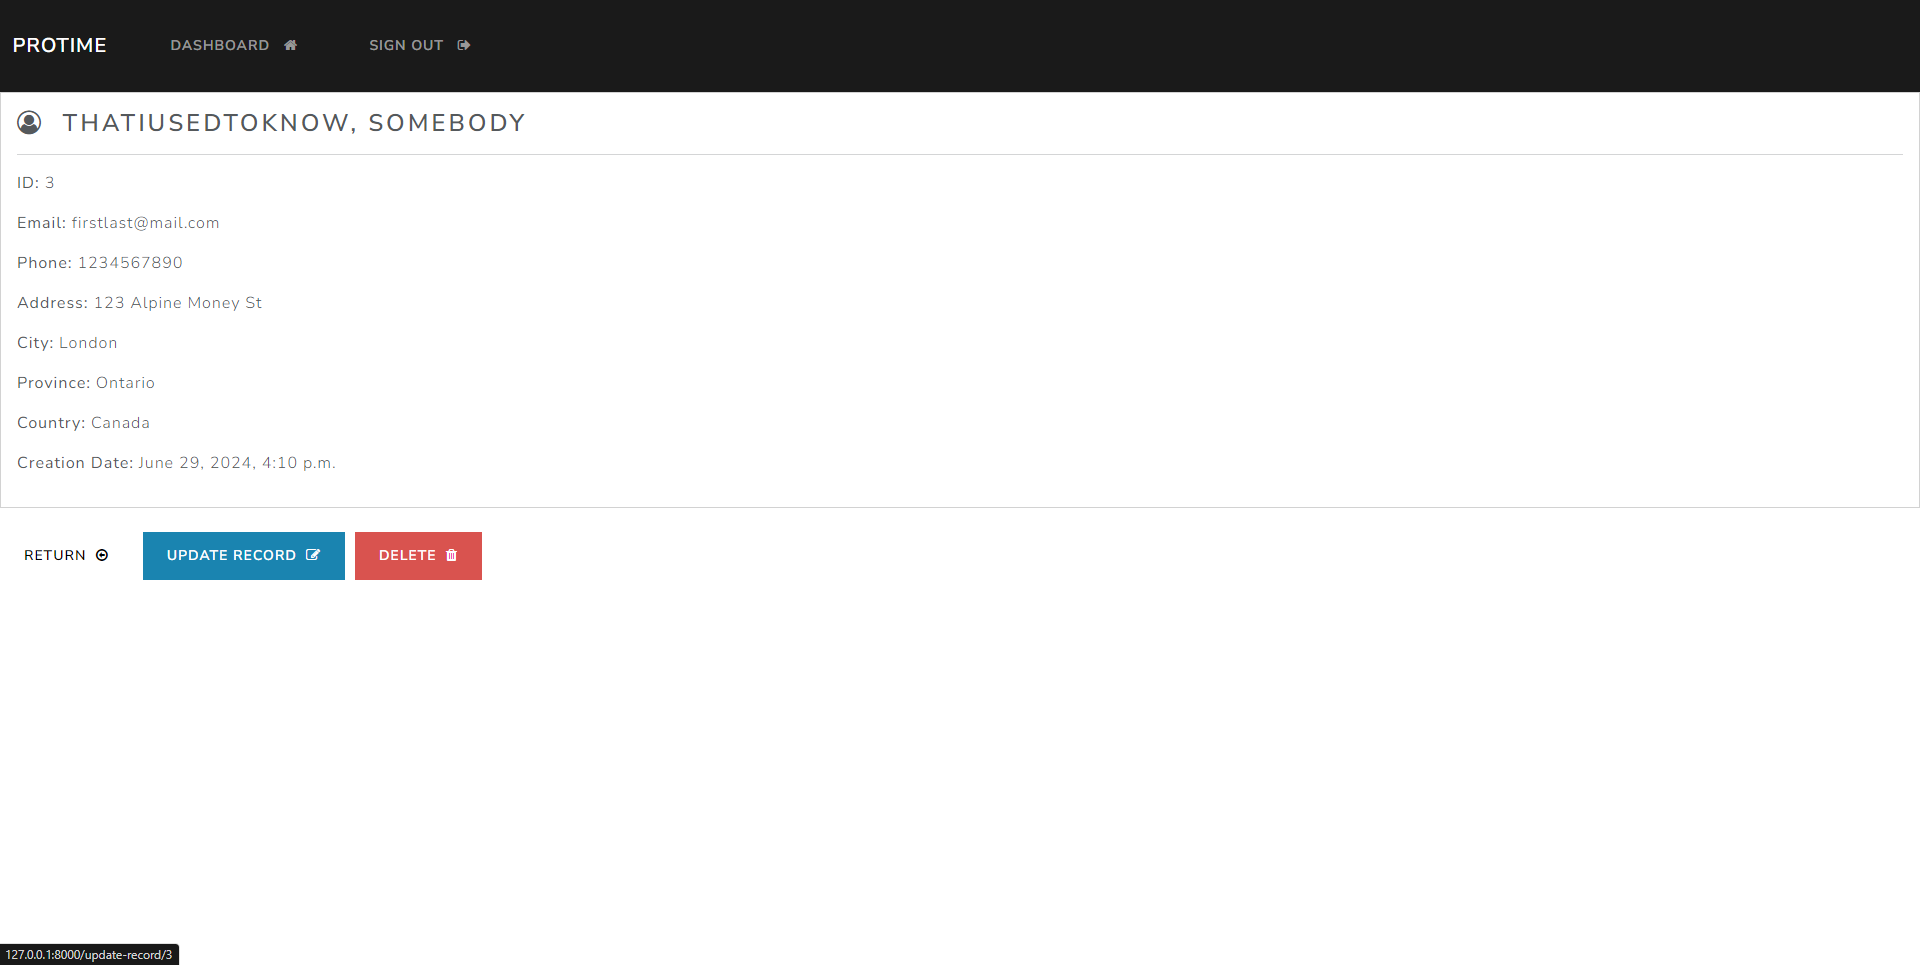 PROTIME DASHBOARD SIGN OUT
THATIUSEDTOKNOW, SOMEBODY
ID: 3
Email: firstlast@mail.com
Phone: 1234567890
Address: 123 Alpine Money St
City: London
Province: Ontario
Country: Canada
Creation Date: June 29, 2024, 4:10 p.m.
RETURN UPDATE RECORD DELETE
127.0.0.1:8000/update-record/3